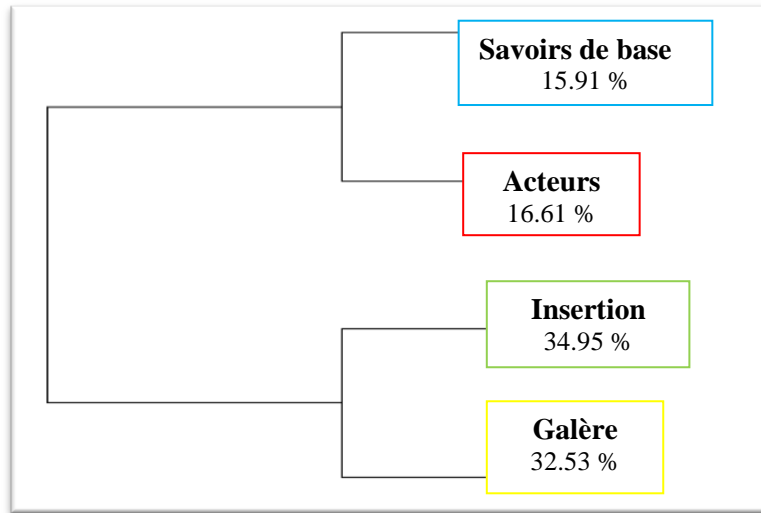 Savoirs de base
15.91 %
Acteurs
16.61 %
Insertion
34.95 %
Galère
32.53 %